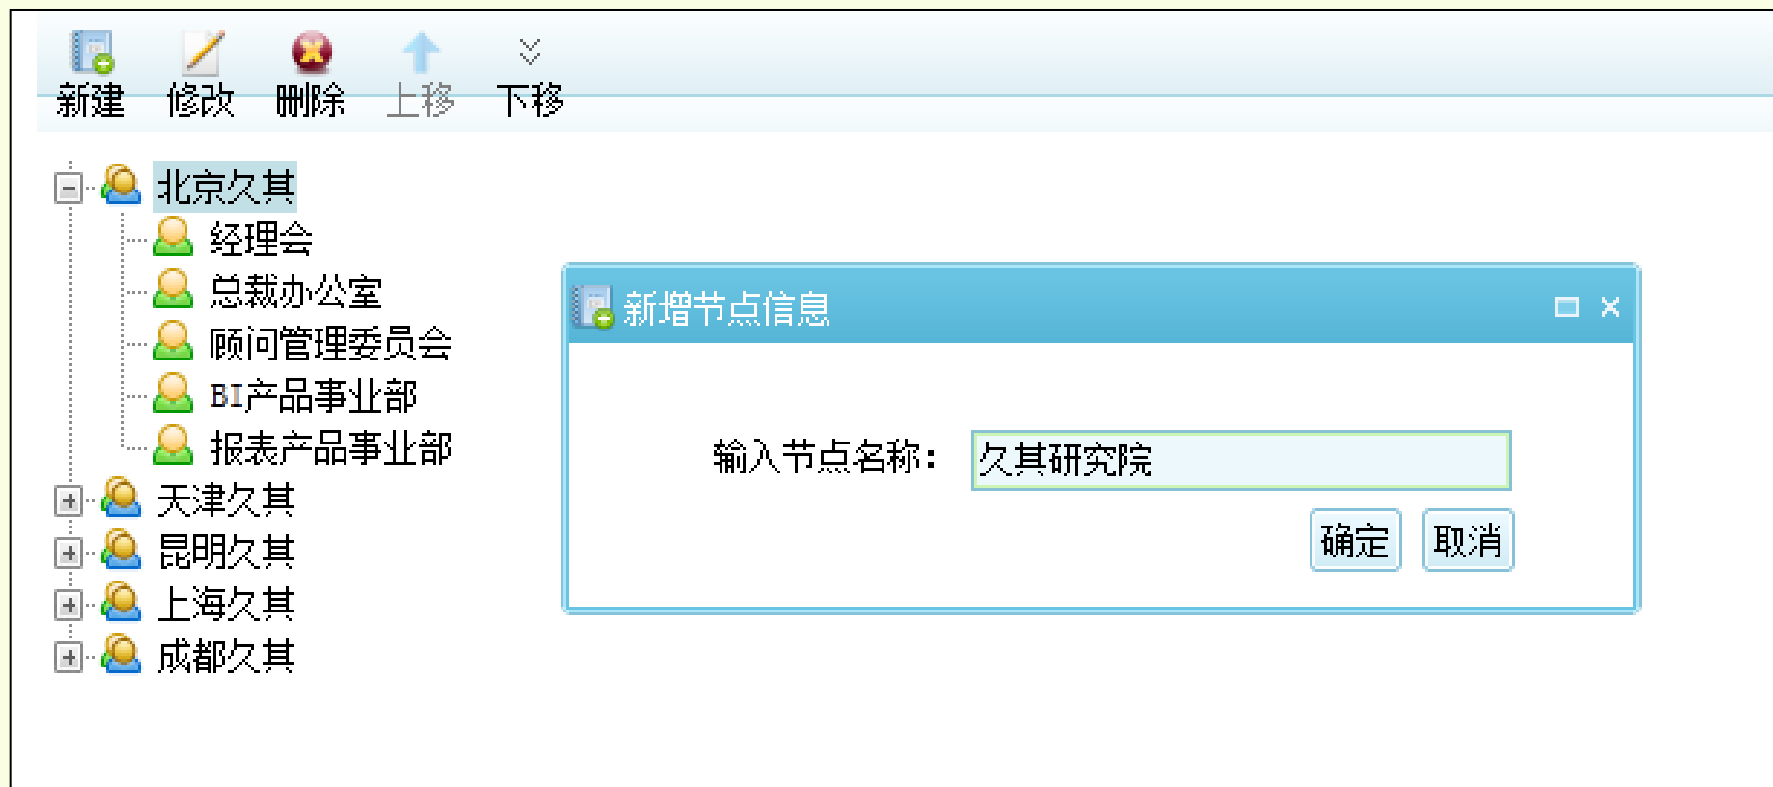 新建 修改 删除 上移 下移
北京久其
经理会
总裁办公室
顾问管理委员会
BI产品事业部
报表产品事业部
天津久其
昆明久其
上海久其
成都久其
新增节点信息
输入节点名称: 久其研究院
确定 取消